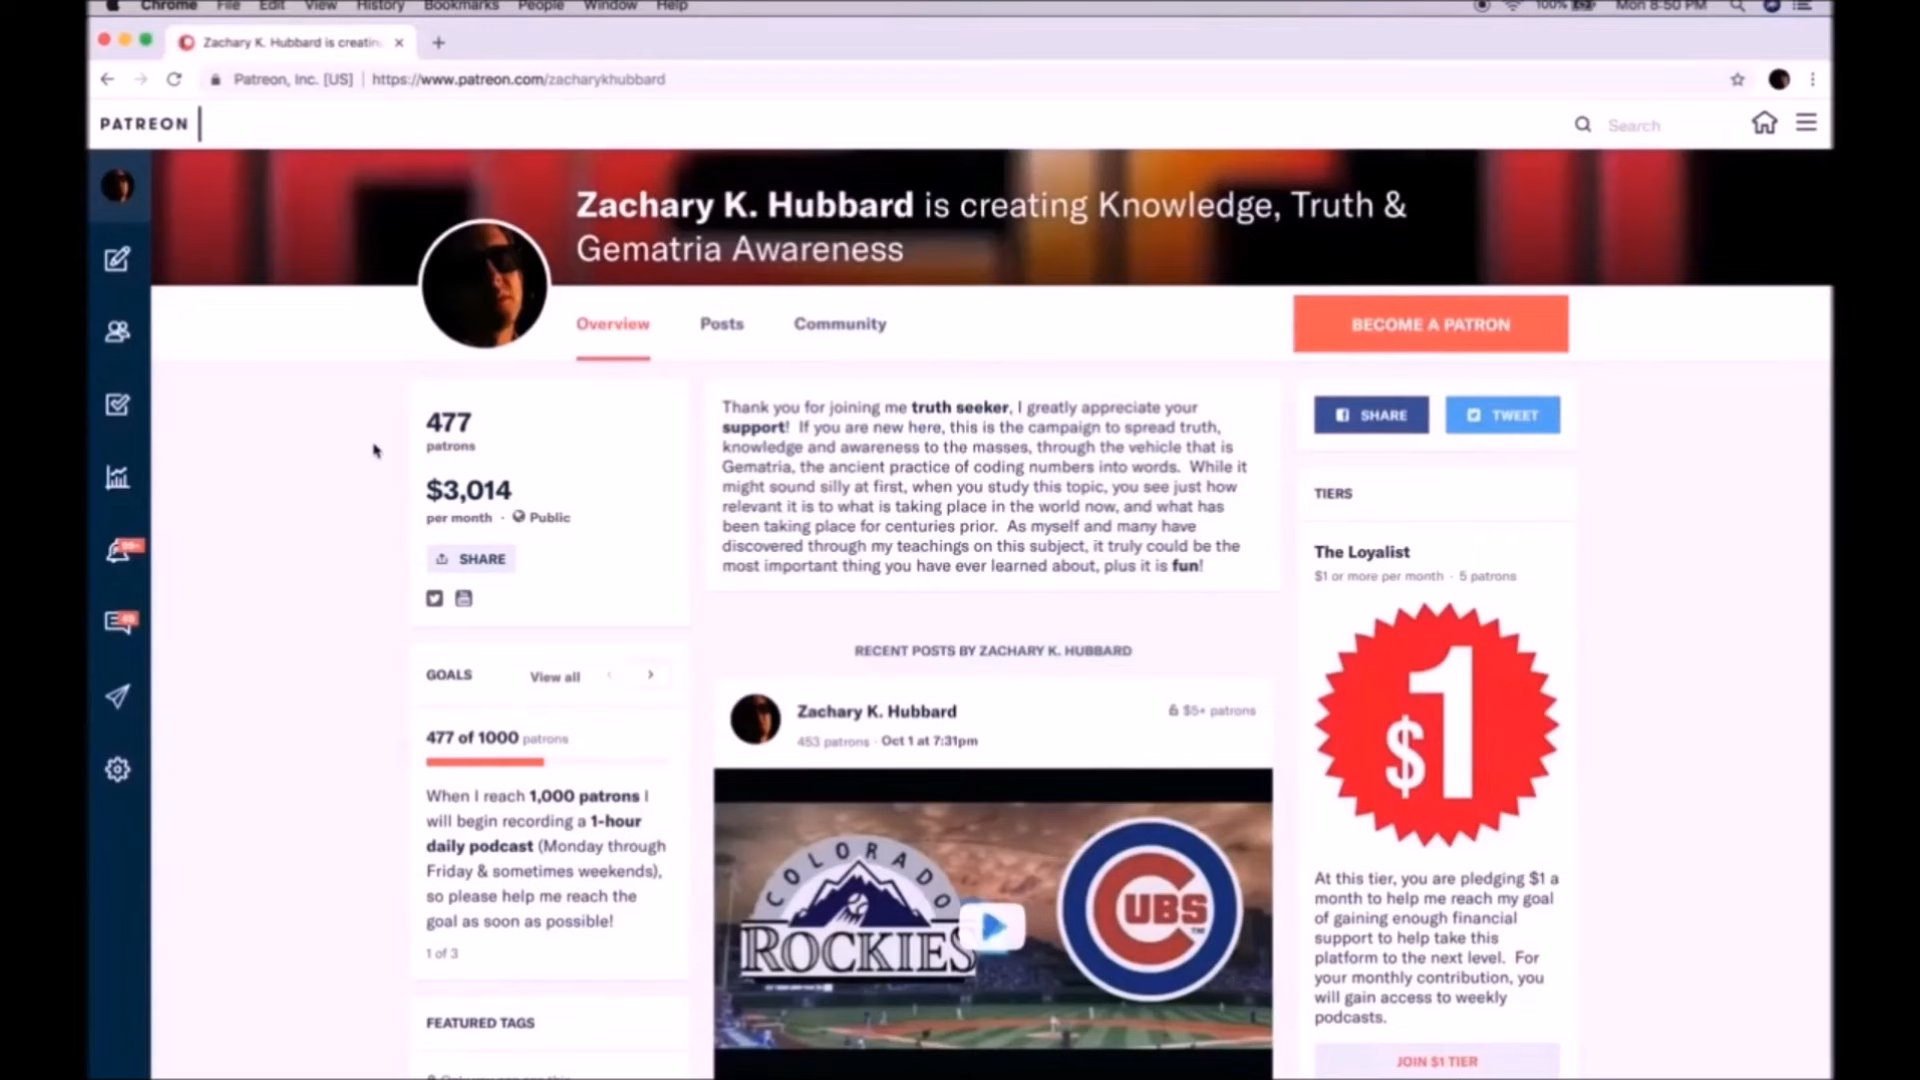 Chrome File Edit View History Bookmarks People Window Help 100% Mon 8:50 PM
Zachary K. Hubbard is creatin
Patreon, Inc. [US] | https://www.patreon.com/zacharykhubbard
PATREON
Search
Zachary K. Hubbard is creating Knowledge, Truth &
Gematria Awareness
Overview Posts Community
BECOME A PATRON
477
patrons
$3,014
per month · Public
SHARE
GOALS View all
477 of 1000 patrons
When I reach 1,000 patrons I
will begin recording a 1-hour
daily podcast (Monday through
Friday & sometimes weekends),
so please help me reach the
goal as soon as possible!
1 of 3
FEATURED TAGS
Thank you for joining me truth seeker, I greatly appreciate your
support! If you are new here, this is the campaign to spread truth,
knowledge and awareness to the masses, through the vehicle that is
Gematria, the ancient practice of coding numbers into words. While it
might sound silly at first, when you study this topic, you see just how
relevant it is to what is taking place in the world now, and what has
been taking place for centuries prior. As myself and many have
discovered through my teachings on this subject, it truly could be the
most important thing you have ever learned about, plus it is fun!
RECENT POSTS BY ZACHARY K. HUBBARD
Zachary K. Hubbard
$5+ patrons
453 patrons · Oct 1 at 7:31pm
COLORADO
ROCKIES
CUBS
TM
SHARE
TWEET
TIERS
The Loyalist
$1 or more per month · 5 patrons
$1
At this tier, you are pledging $1 a
month to help me reach my goal
of gaining enough financial
support to help take this
platform to the next level. For
your monthly contribution, you
will gain access to weekly
podcasts.
JOIN $1 TIER